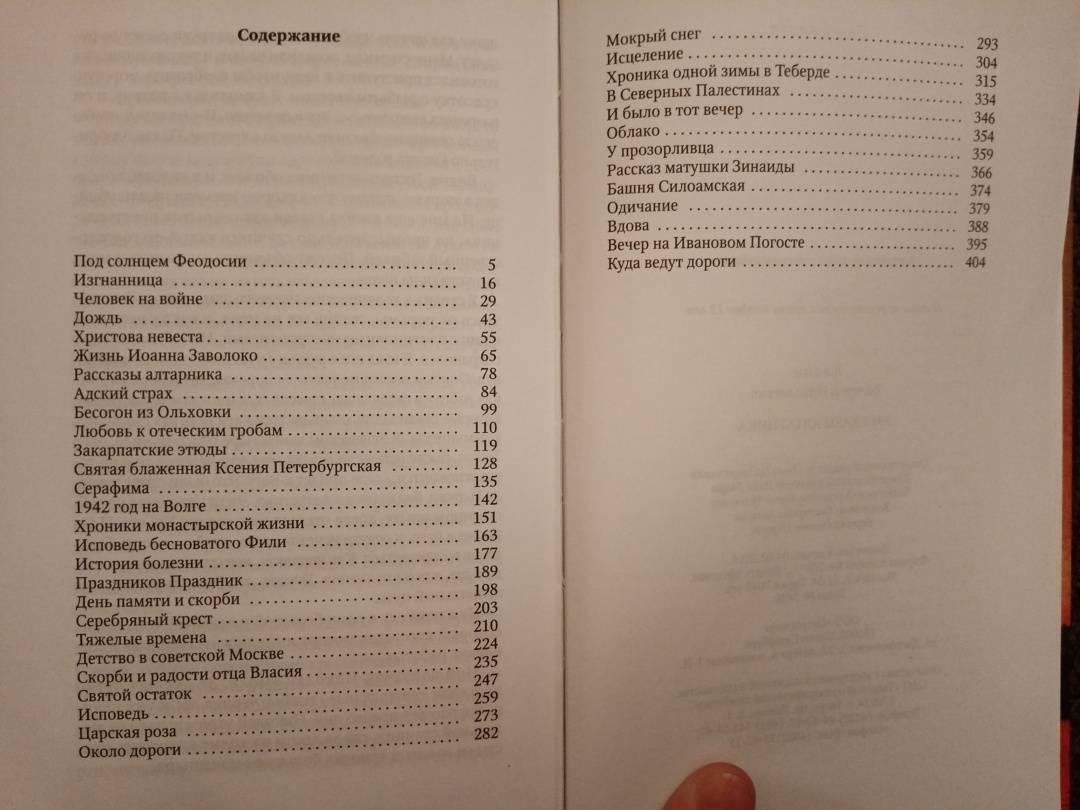 Содержание
Под солнцем Феодосии .......................... 5
Изгнанница .......................... 16
Человек на войне .......................... 29
Дождь .......................... 43
Христова невеста .......................... 55
Жизнь Иоанна Заволоко .......................... 65
Рассказы алтарника .......................... 78
Адский страх .......................... 84
Бесогон из Ольховки .......................... 99
Любовь к отеческим гробам .......................... 110
Закарпатские этюды .......................... 119
Святая блаженная Ксения Петербургская ......... 128
Серафима .......................... 135
1942 год на Волге .......................... 142
Хроники монастырской жизни .......................... 151
Исповедь бесноватого Фили .......................... 163
История болезни .......................... 177
Праздников Праздник .......................... 189
День памяти и скорби .......................... 198
Серебряный крест .......................... 203
Тяжелые времена .......................... 210
Детство в советской Москве .......................... 224
Скорби и радости отца Власия .......................... 235
Святой остаток .......................... 247
Исповедь .......................... 259
Царская роза .......................... 273
Около дороги .......................... 282
Мокрый снег .......................... 293
Исцеление .......................... 304
Хроника одной зимы в Теберде .......................... 315
В Северных Палестинах .......................... 334
И было в тот вечер .......................... 346
Облако .......................... 354
У прозорливца .......................... 359
Рассказ матушки Зинаиды .......................... 366
Башня Силоамская .......................... 374
Одичание .......................... 379
Вдова .......................... 388
Вечер на Ивановом Погосте .......................... 395
Куда ведут дороги .......................... 404